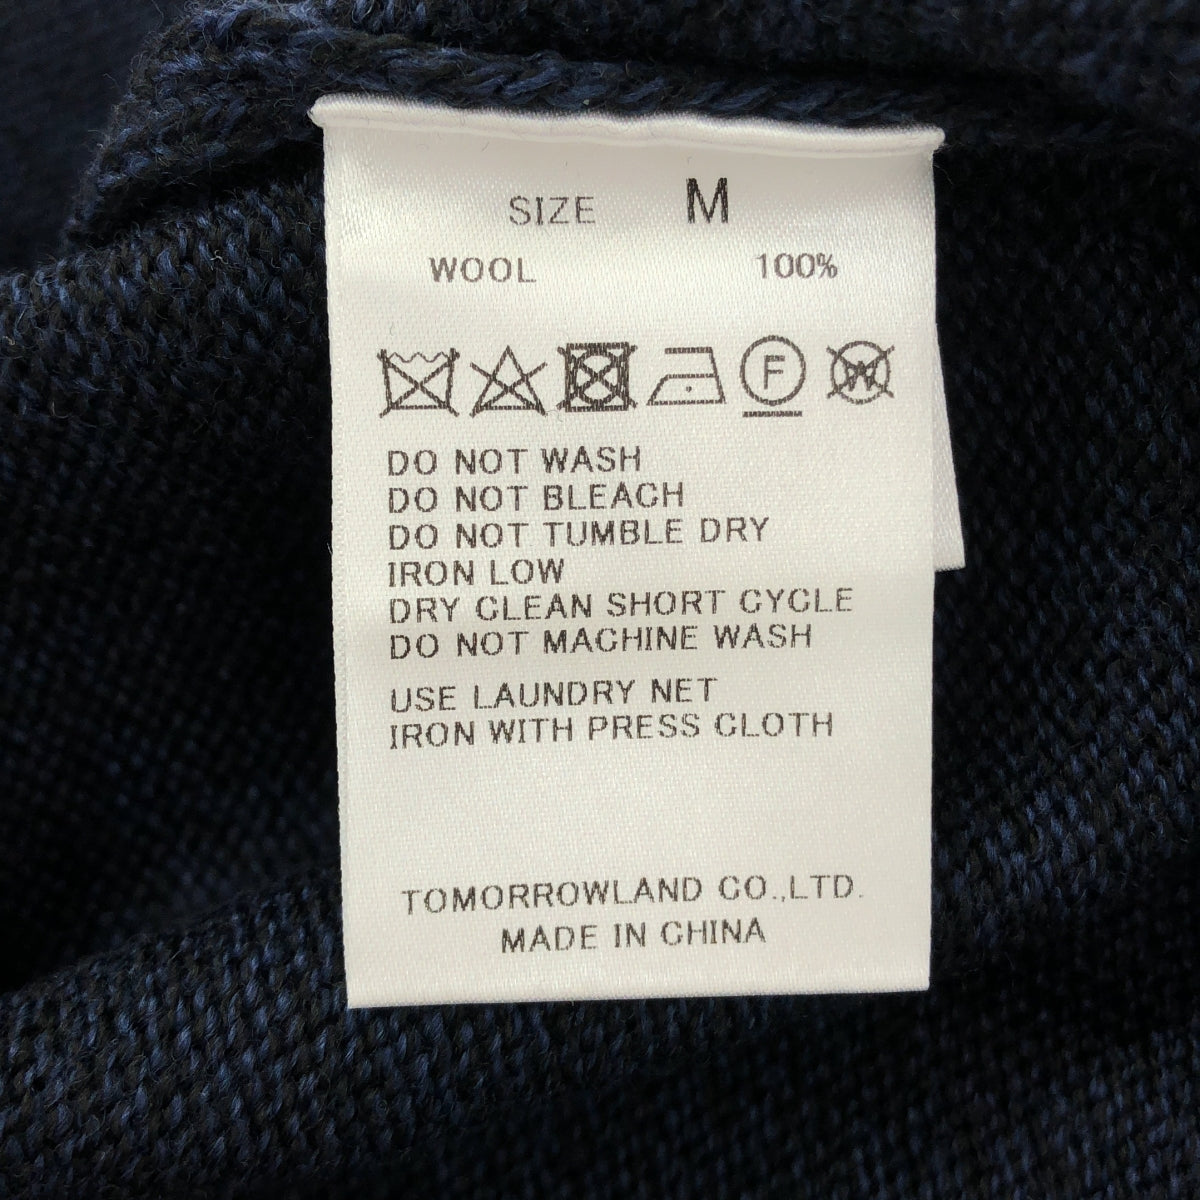 SIZE M
WOOL 100%
F W
DO NOT WASH
DO NOT BLEACH
DO NOT TUMBLE DRY
IRON LOW
DRY CLEAN SHORT CYCLE
DO NOT MACHINE WASH
USE LAUNDRY NET
IRON WITH PRESS CLOTH
TOMORROWLAND CO.,LTD.
MADE IN CHINA